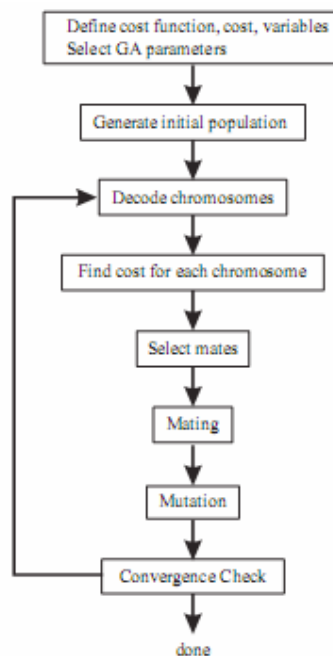 Define cost function, cost, variables
Select GA parameters
Generate initial population
Decode chromosomes
Find cost for each chromosome
Select mates
Mating
Mutation
Convergence Check
done